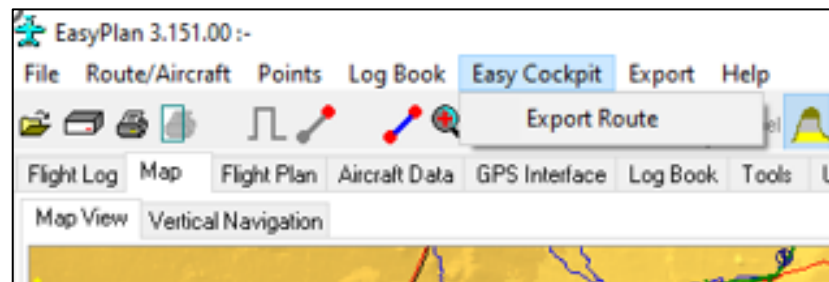 EasyPlan 3.151.00 :-
File Route/Aircraft Points Log Book Easy Cockpit Export Help
Export Route
Flight Log Map Flight Plan Aircraft Data GPS Interface Log Book Tools
Map View Vertical Navigation